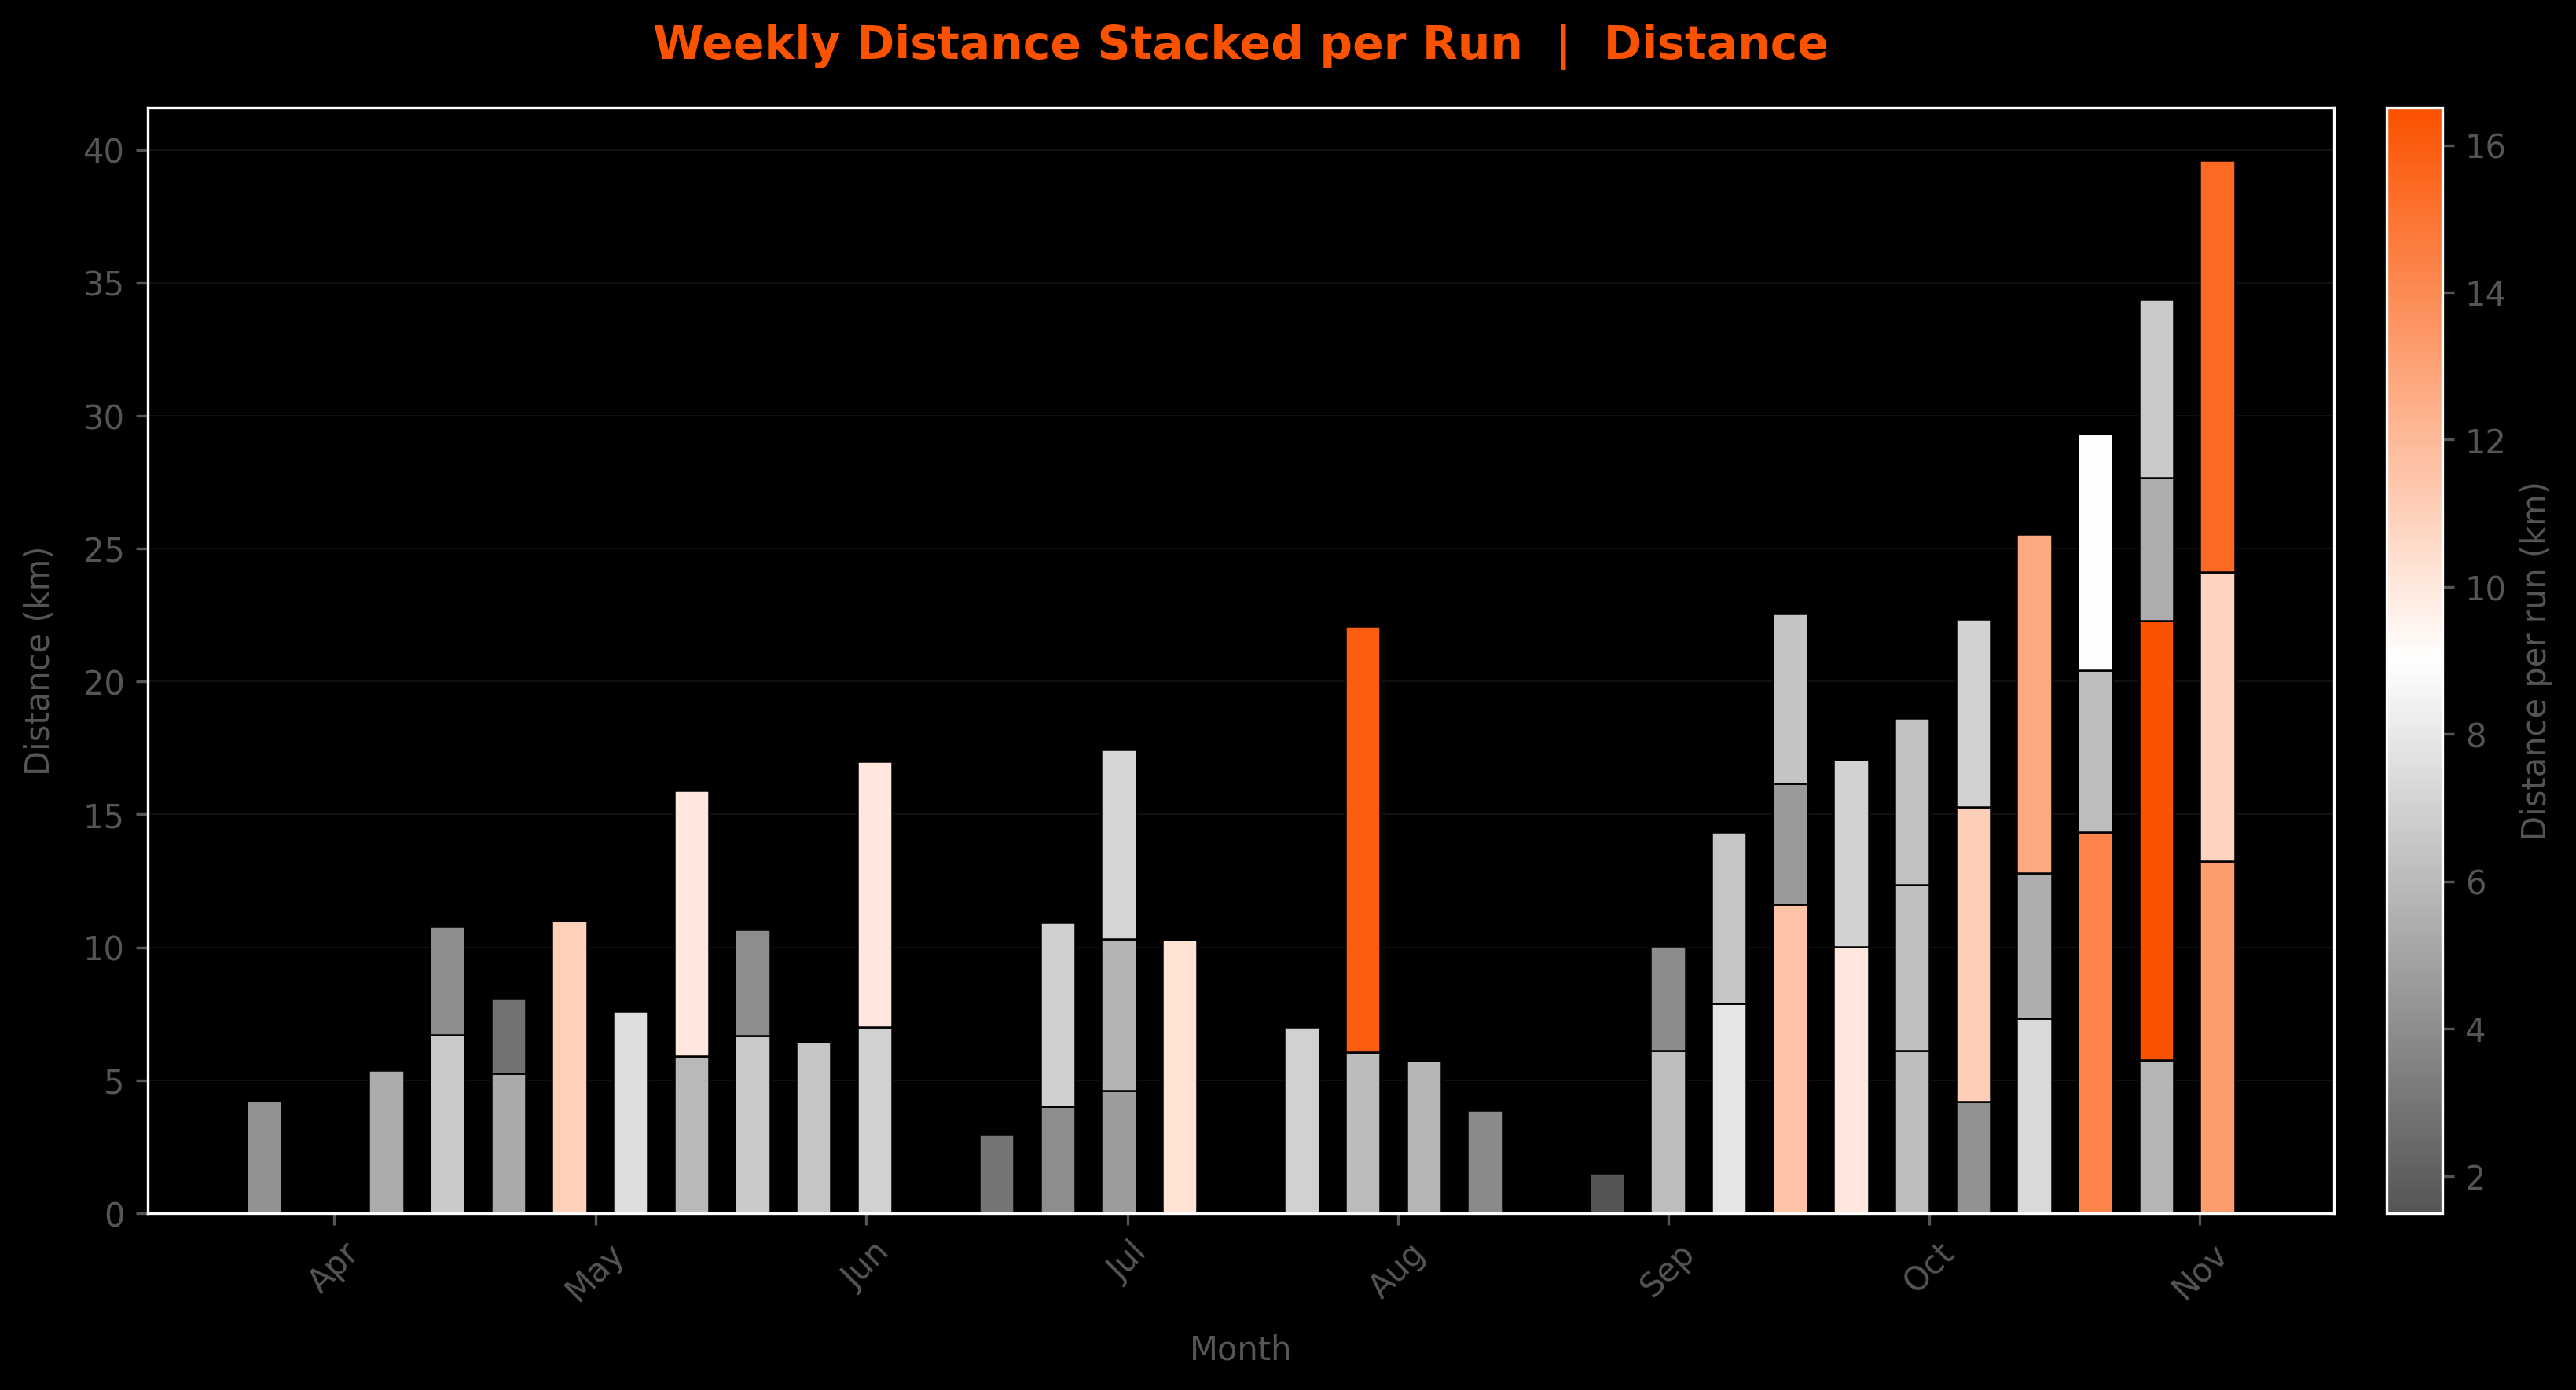 Weekly Distance Stacked per Run | Distance
Distance (km)
40
35
30
25
20
15
10
5
0
Apr
May
Jun
Jul
Aug
Sep
Oct
Nov
Month
16
14
12
10
8
6
4
2
Distance per run (km)